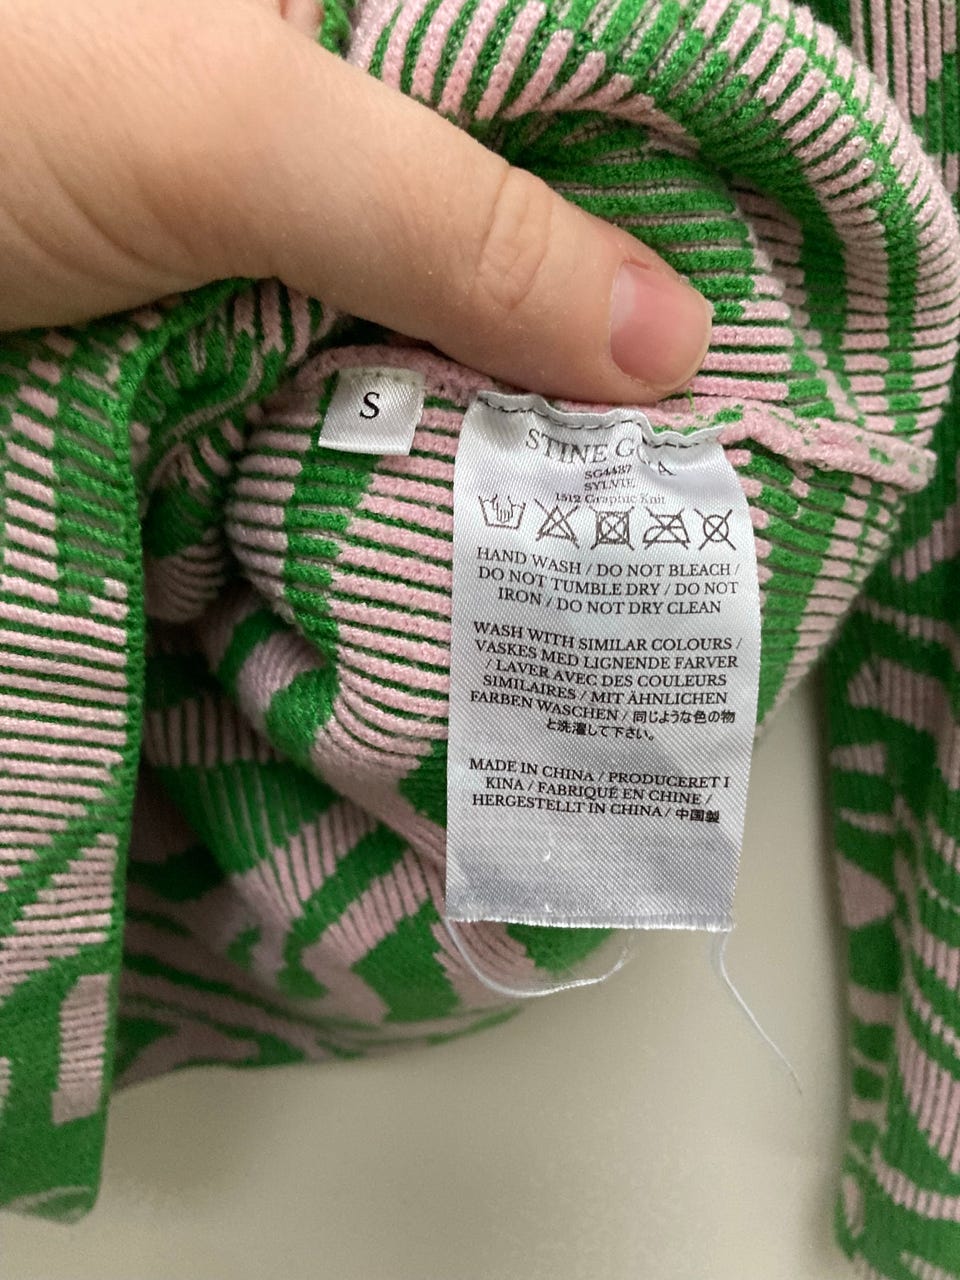 S
STINE GOYA
SG4487
SYLVIE
1512 Graphic Knit
HAND WASH / DO NOT BLEACH /
DO NOT TUMBLE DRY / DO NOT
IRON / DO NOT DRY CLEAN
WASH WITH SIMILAR COLOURS /
VASKES MED LIGNENDE FARVER
/ LAVER AVEC DES COULEURS
SIMILAIRES / MIT ÄHNLICHEN
FARBEN WASCHEN / 同じような色の物
と洗濯して下さい。
MADE IN CHINA / PRODUCERET I
KINA / FABRIQUÉ EN CHINE /
HERGESTELLT IN CHINA / 中国製